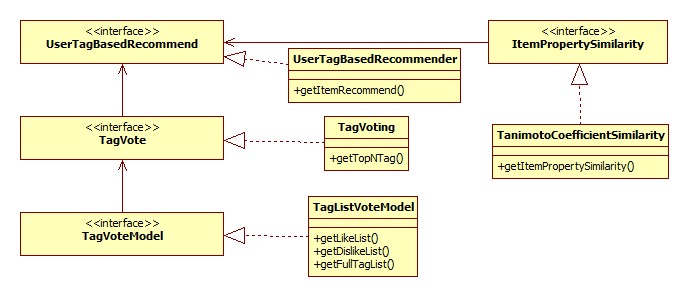 <<interface>>
UserTagBasedRecommend
<<interface>>
ItemPropertySimilarity
UserTagBasedRecommender
+getItemRecommend()
<<interface>>
TagVote
TagVoting
+getTopNTag()
TanimotoCoefficientSimilarity
+getItemPropertySimilarity()
<<interface>>
TagVoteModel
TagListVoteModel
+getLikeList()
+getDislikeList()
+getFullTagList()